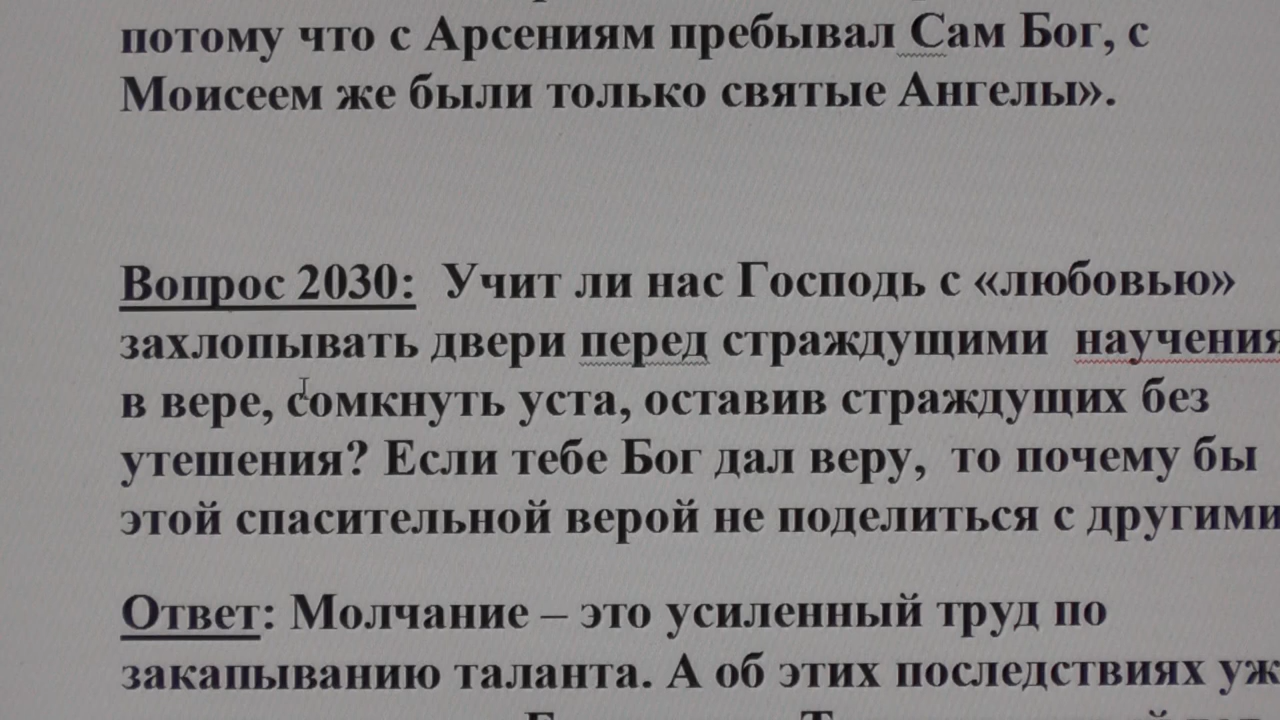 потому что с Арсениям пребывал Сам Бог, с
Моисеем же были только святые Ангелы».
Вопрос 2030: Учит ли нас Господь с «любовью»
захлопывать двери перед страждущими научения
в вере, сомкнуть уста, оставив страждущих без
утешения? Если тебе Бог дал веру, то почему бы
этой спасительной верой не поделиться с другими
Ответ: Молчание – это усиленный труд по
закапыванию таланта. А об этих последствиях уж